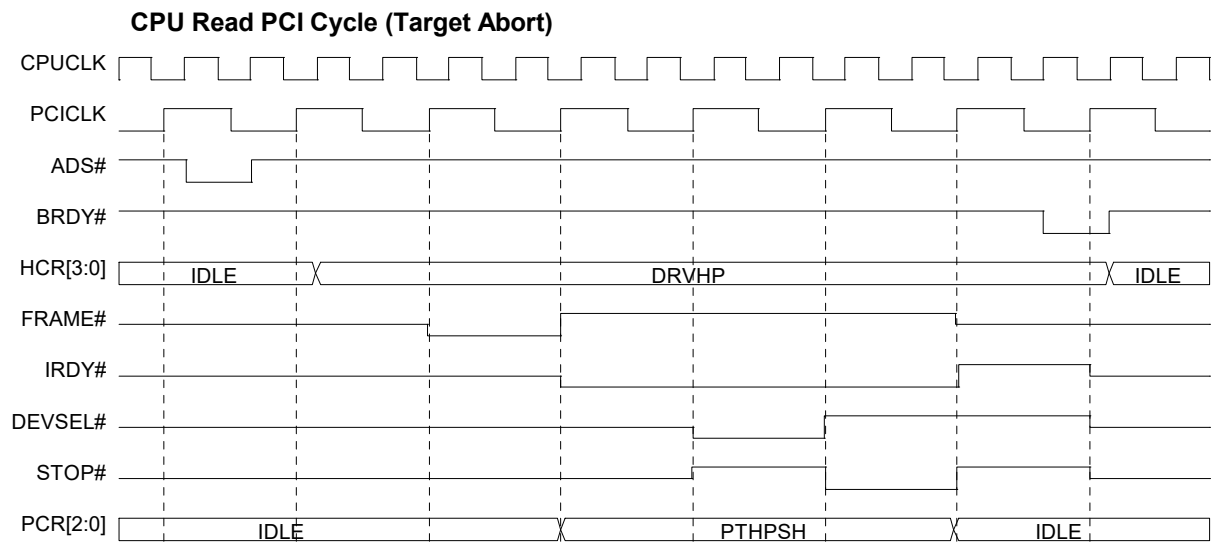 CPU Read PCI Cycle (Target Abort)
CPUCLK
PCICLK
ADS#
BRDY#
HCR[3:0] IDLE DRVHP IDLE
FRAME#
IRDY#
DEVSEL#
STOP#
PCR[2:0] IDLE PTHPSH IDLE